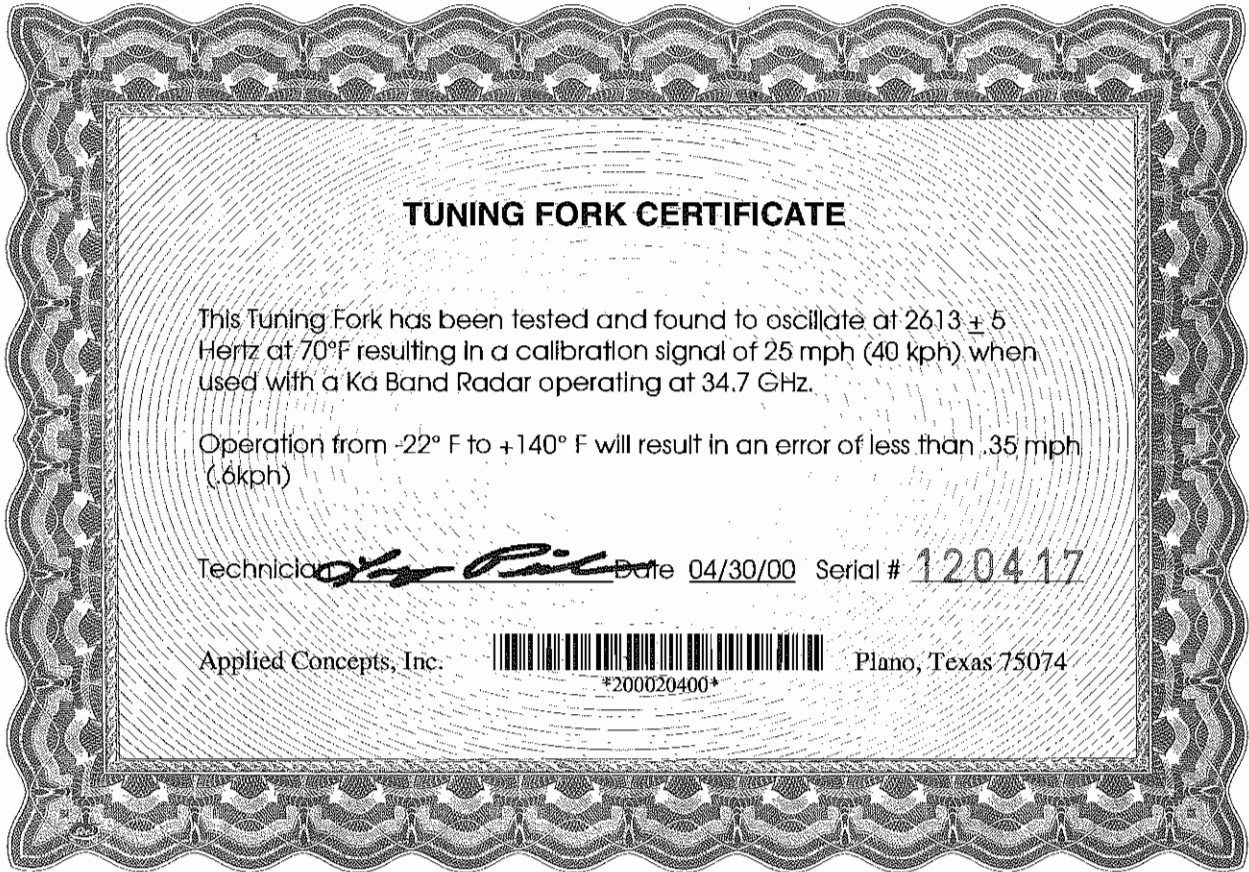 TUNING FORK CERTIFICATE
This Tuning Fork has been tested and found to oscillate at 2613 ± 5
Hertz at 70°F resulting in a calibration signal of 25 mph (40 kph) when
used with a Ka Band Radar operating at 34.7 GHz.
Operation from -22° F to +140° F will result in an error of less than .35 mph
(.6kph)
Technician Date 04/30/00 Serial # 120417
Applied Concepts, Inc. Plano, Texas 75074
*200020400*